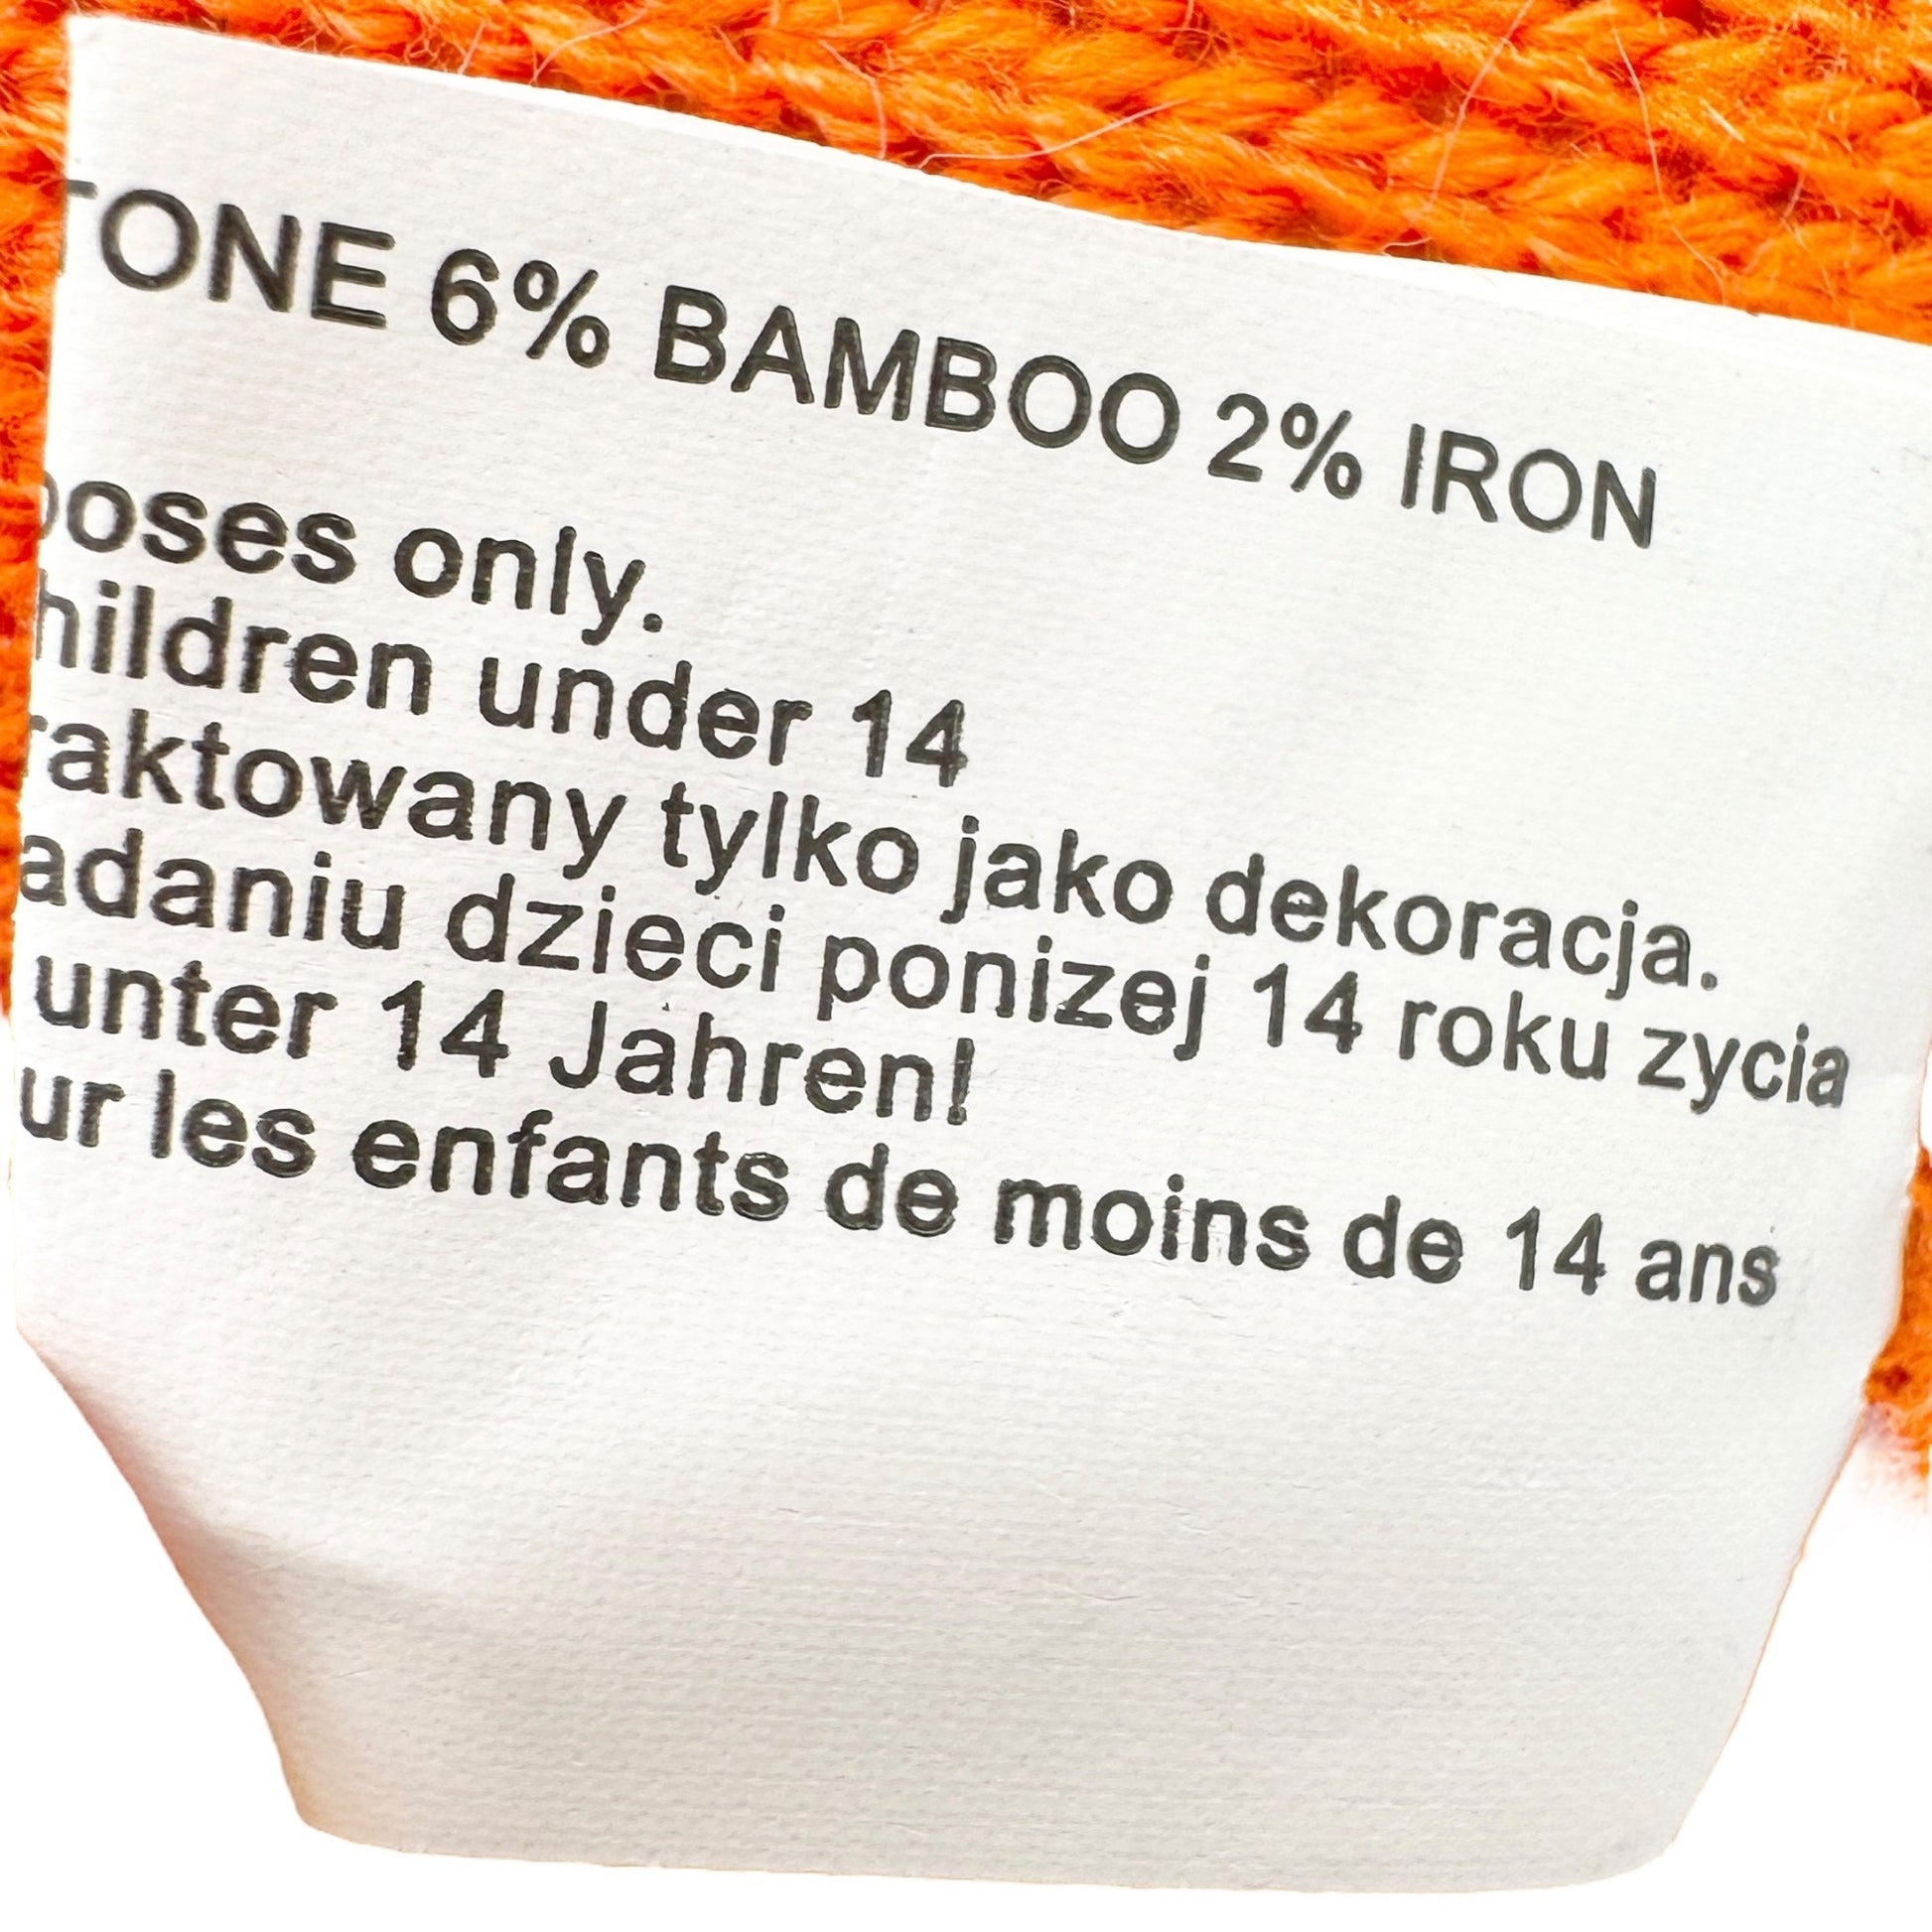 TONE 6% BAMBOO 2% IRON
poses only.
hildren under 14
raktowany tylko jako dekoracja.
adaniu dzieci ponizej 14 roku zycia
unter 14 Jahren!
ur les enfants de moins de 14 ans